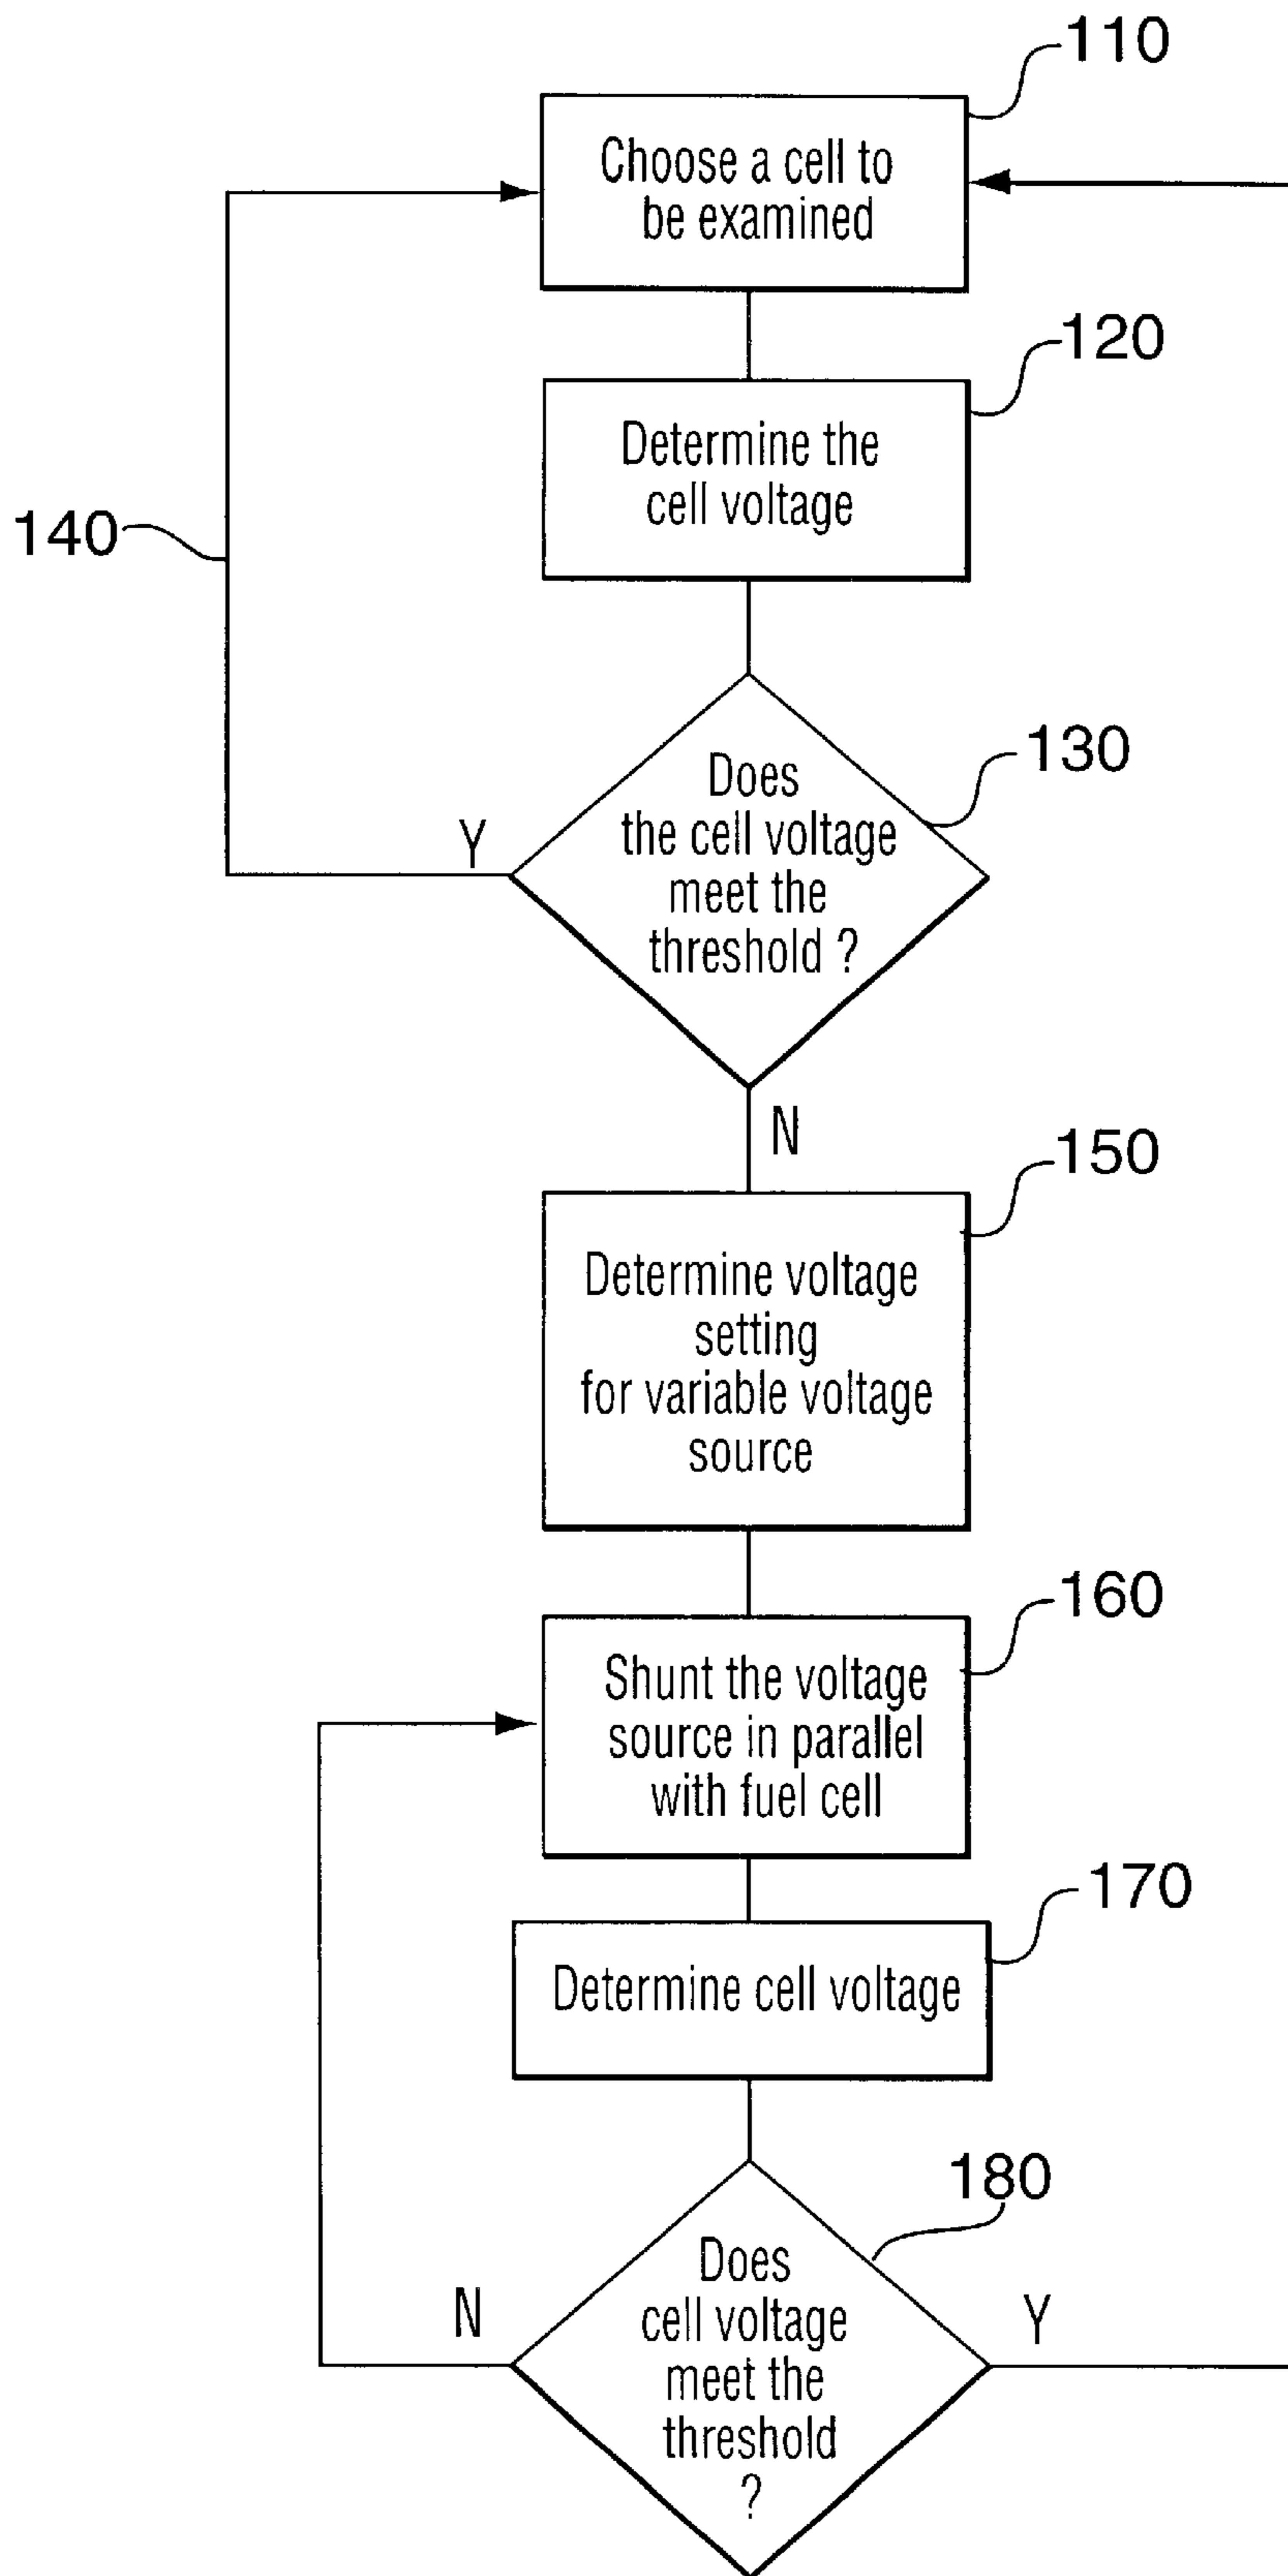 110
Choose a cell to
be examined
120
Determine the
cell voltage
140
130
Does
the cell voltage
meet the
threshold ?
Y
N
150
Determine voltage
setting
for variable voltage
source
160
Shunt the voltage
source in parallel
with fuel cell
170
Determine cell voltage
180
Does
cell voltage
meet the
threshold
?
N
Y